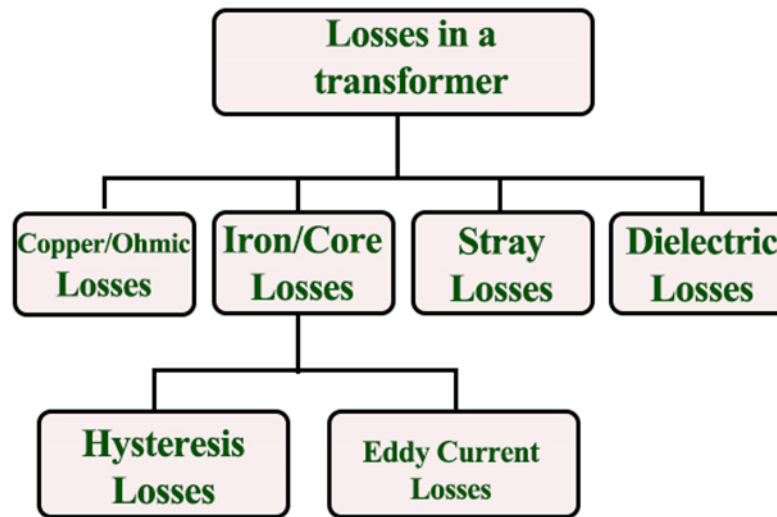 Losses in a
transformer
Copper/Ohmic
Losses
Iron/Core
Losses
Stray
Losses
Dielectric
Losses
Hysteresis
Losses
Eddy Current
Losses